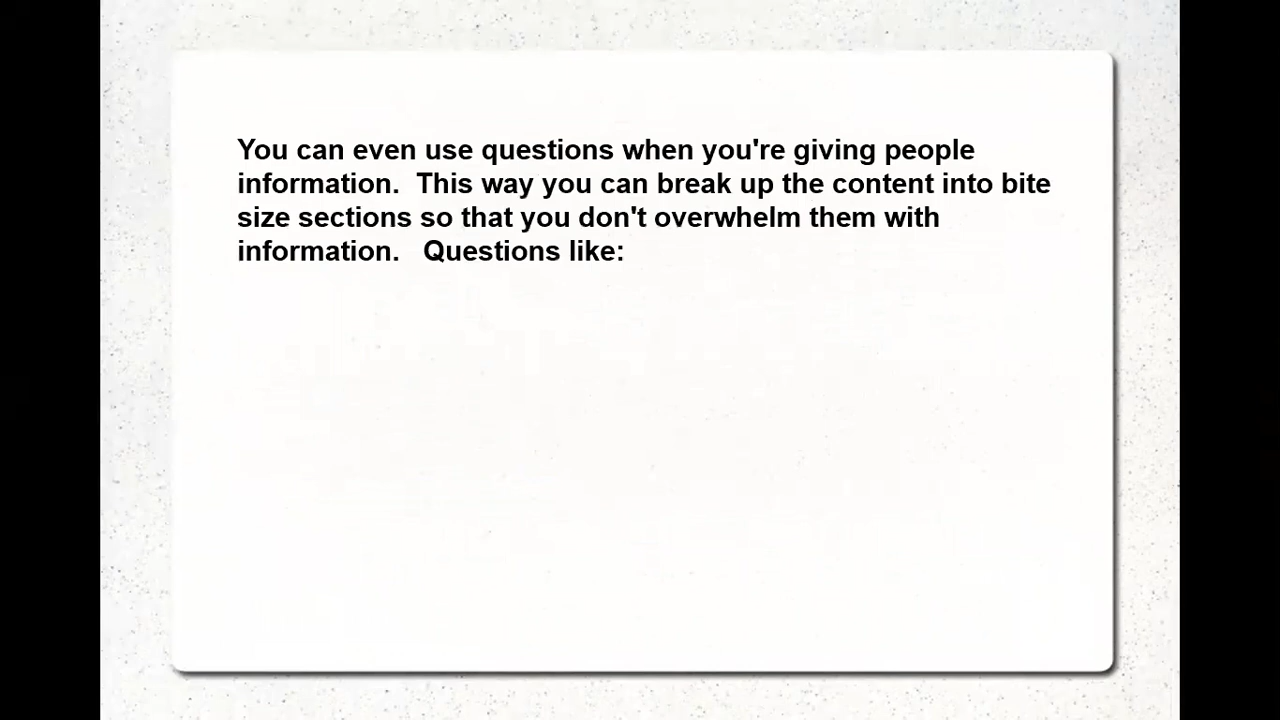 You can even use questions when you're giving people
information.  This way you can break up the content into bite
size sections so that you don't overwhelm them with
information.   Questions like: